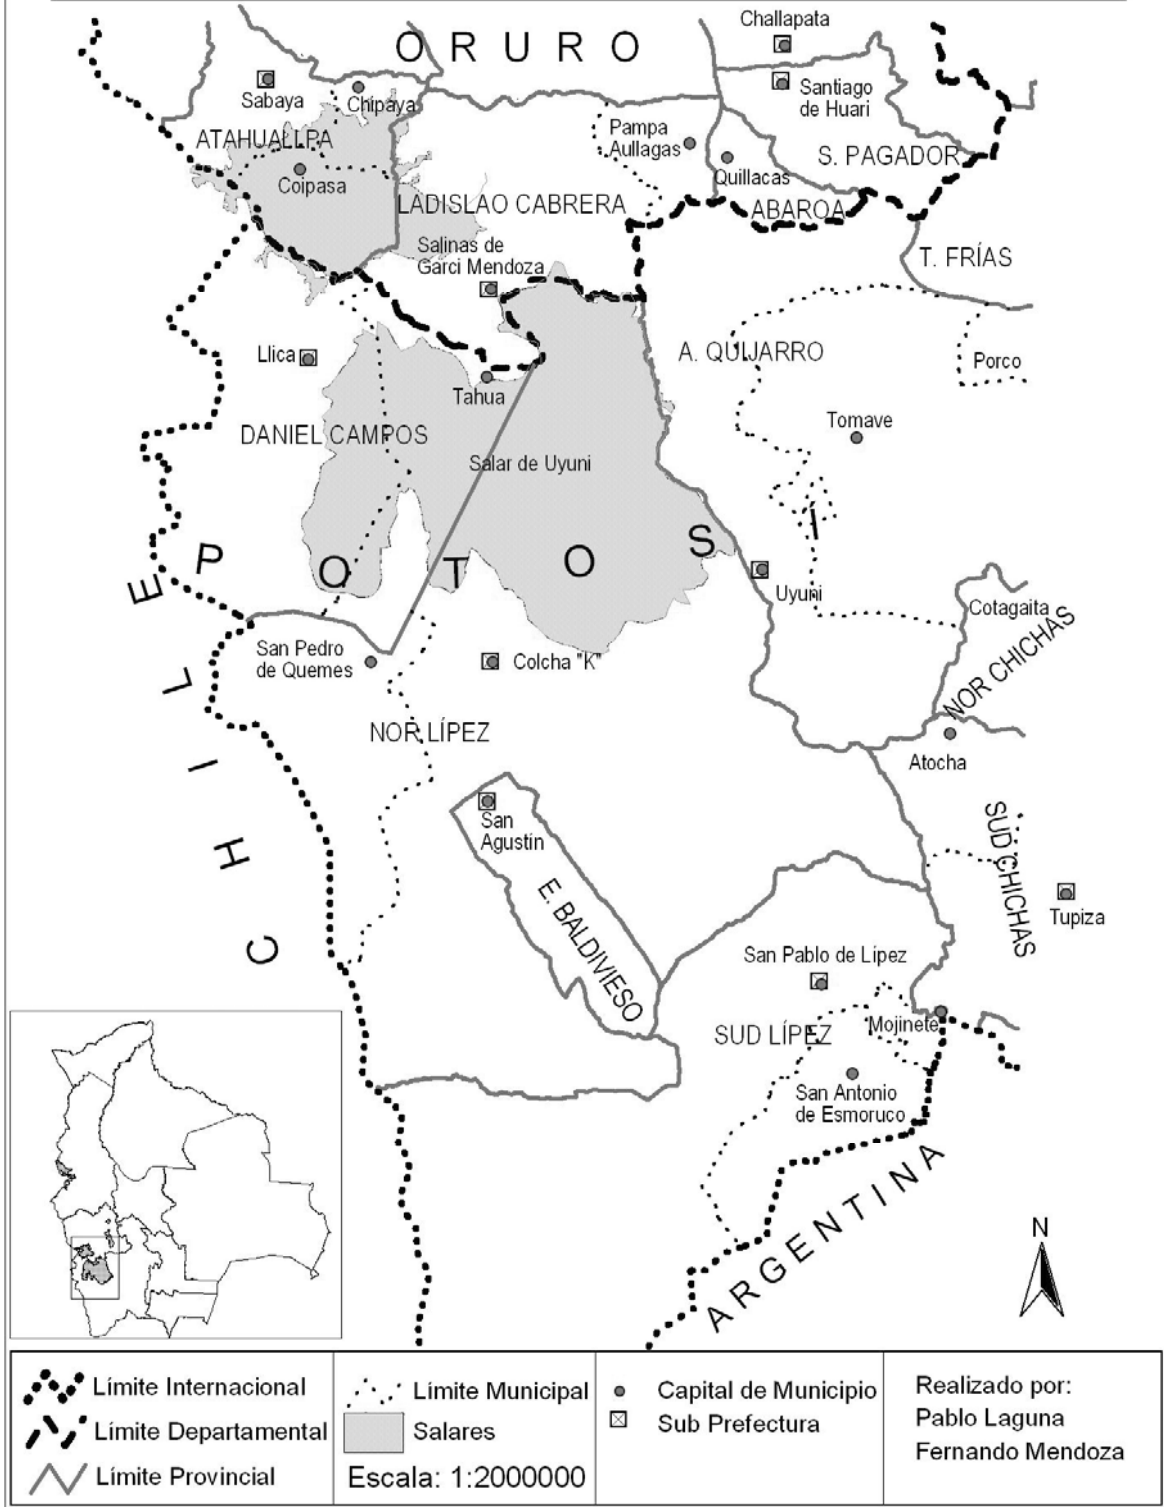 Challapata
ORURO
Sabaya
Chipaya
Santiago
de Huari
ATAHUALLPA
Pampa
Aullagas
S. PAGADOR
Coipasa
Quillacas
LADISLAO CABRERA
ABAROA
Salinas de
Garci Mendoza
T. FRÍAS
Llica
A. QUIJARRO
Porco
Tahua
Tomave
DANIEL CAMPOS
Salar de Uyuni
POTOSI
Uyuni
Cotagaita
CHILE
San Pedro
de Quemes
Colcha "K"
NOR CHICHAS
NOR LÍPEZ
Atocha
San
Agustín
SUD CHICHAS
E. BALDIVIESO
Tupiza
San Pablo de Lipez
Mojinete
SUD LÍPEZ
San Antonio
de Esmoruco
ARGENTINA
N
Límite Internacional
Límite Departamental
Límite Provincial
Límite Municipal
Salares
Escala: 1:2000000
Capital de Municipio
Sub Prefectura
Realizado por:
Pablo Laguna
Fernando Mendoza